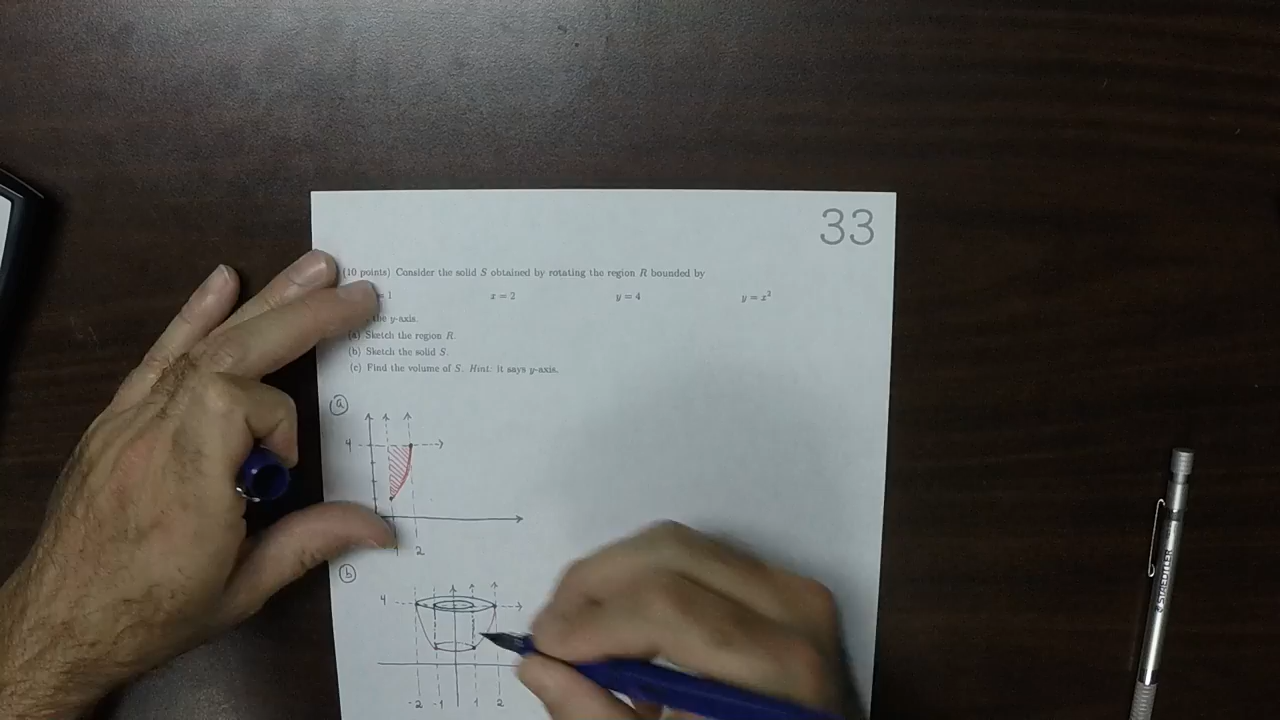 33
(10 points) Consider the solid S obtained by rotating the region R bounded by
= 1 x = 2 y = 4 y = x²
the y-axis.
(a) Sketch the region R.
(b) Sketch the solid S.
(c) Find the volume of S. Hint: It says y-axis.
a
4
1 2
b
4
-2 -1 1 2
STAEDTLER